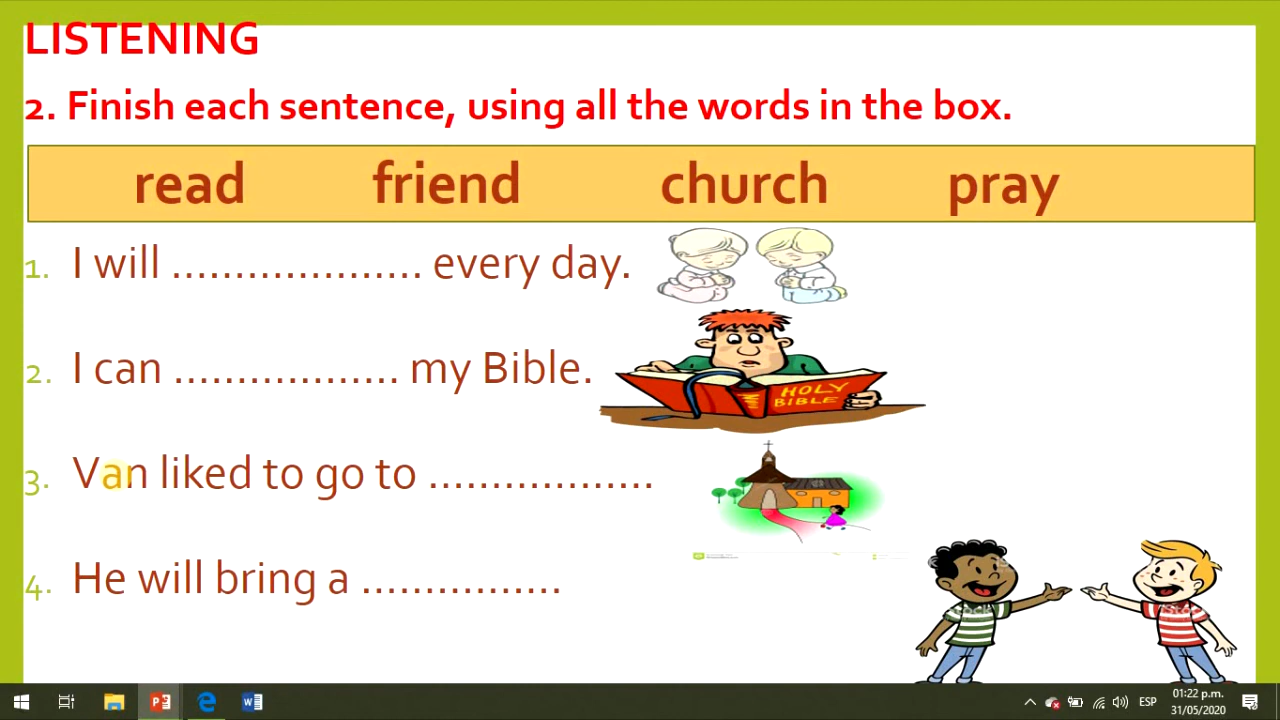 LISTENING
2. Finish each sentence, using all the words in the box.
read friend church pray
1. I will .................... every day.
2. I can .................. my Bible.
HOLY
BIBLE
3. Van liked to go to ..................
4. He will bring a ................
ESP
01:22 p.m.
31/05/2020